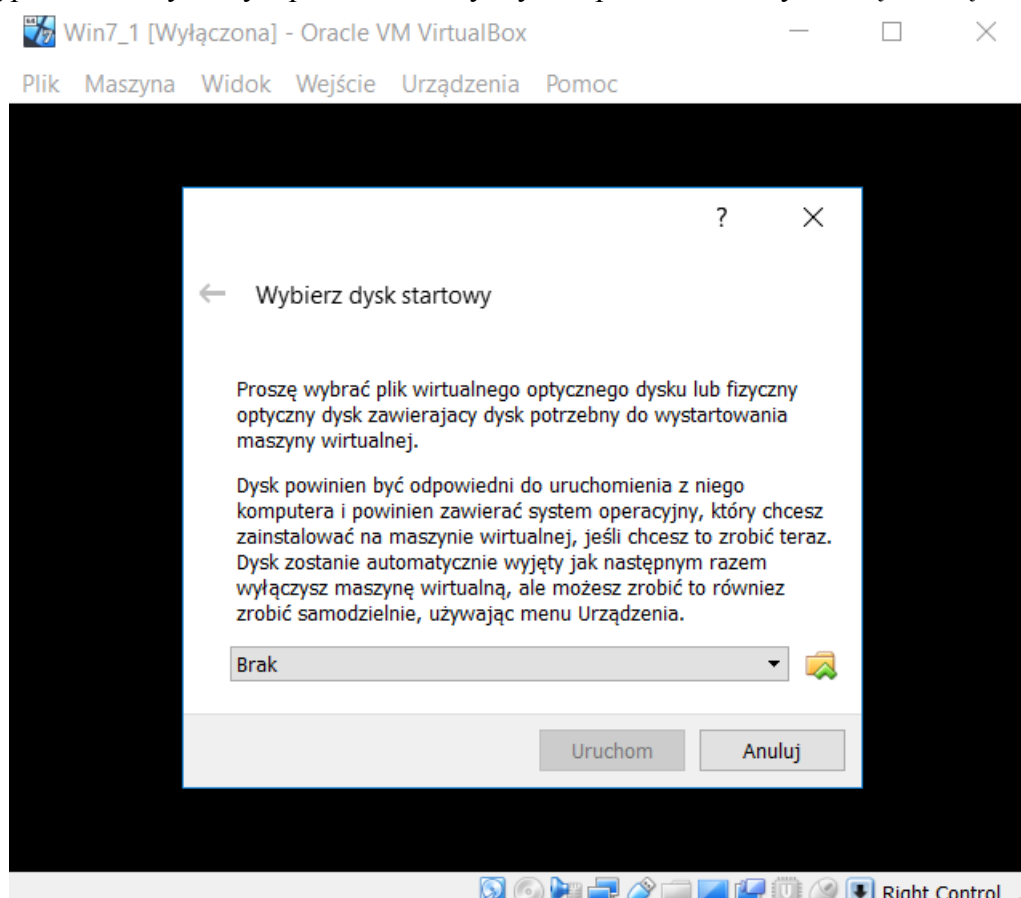 Win7_1 [Wyłączona] - Oracle VM VirtualBox
Plik Maszyna Widok Wejście Urządzenia Pomoc
?
Wybierz dysk startowy
Proszę wybrać plik wirtualnego optycznego dysku lub fizyczny
optyczny dysk zawierajacy dysk potrzebny do wystartowania
maszyny wirtualnej.
Dysk powinien być odpowiedni do uruchomienia z niego
komputera i powinien zawierać system operacyjny, który chcesz
zainstalować na maszynie wirtualnej, jeśli chcesz to zrobić teraz.
Dysk zostanie automatycznie wyjęty jak następnym razem
wyłączysz maszynę wirtualną, ale możesz zrobić to równiez
zrobić samodzielnie, używając menu Urządzenia.
Brak
Uruchom Anuluj
Right Control